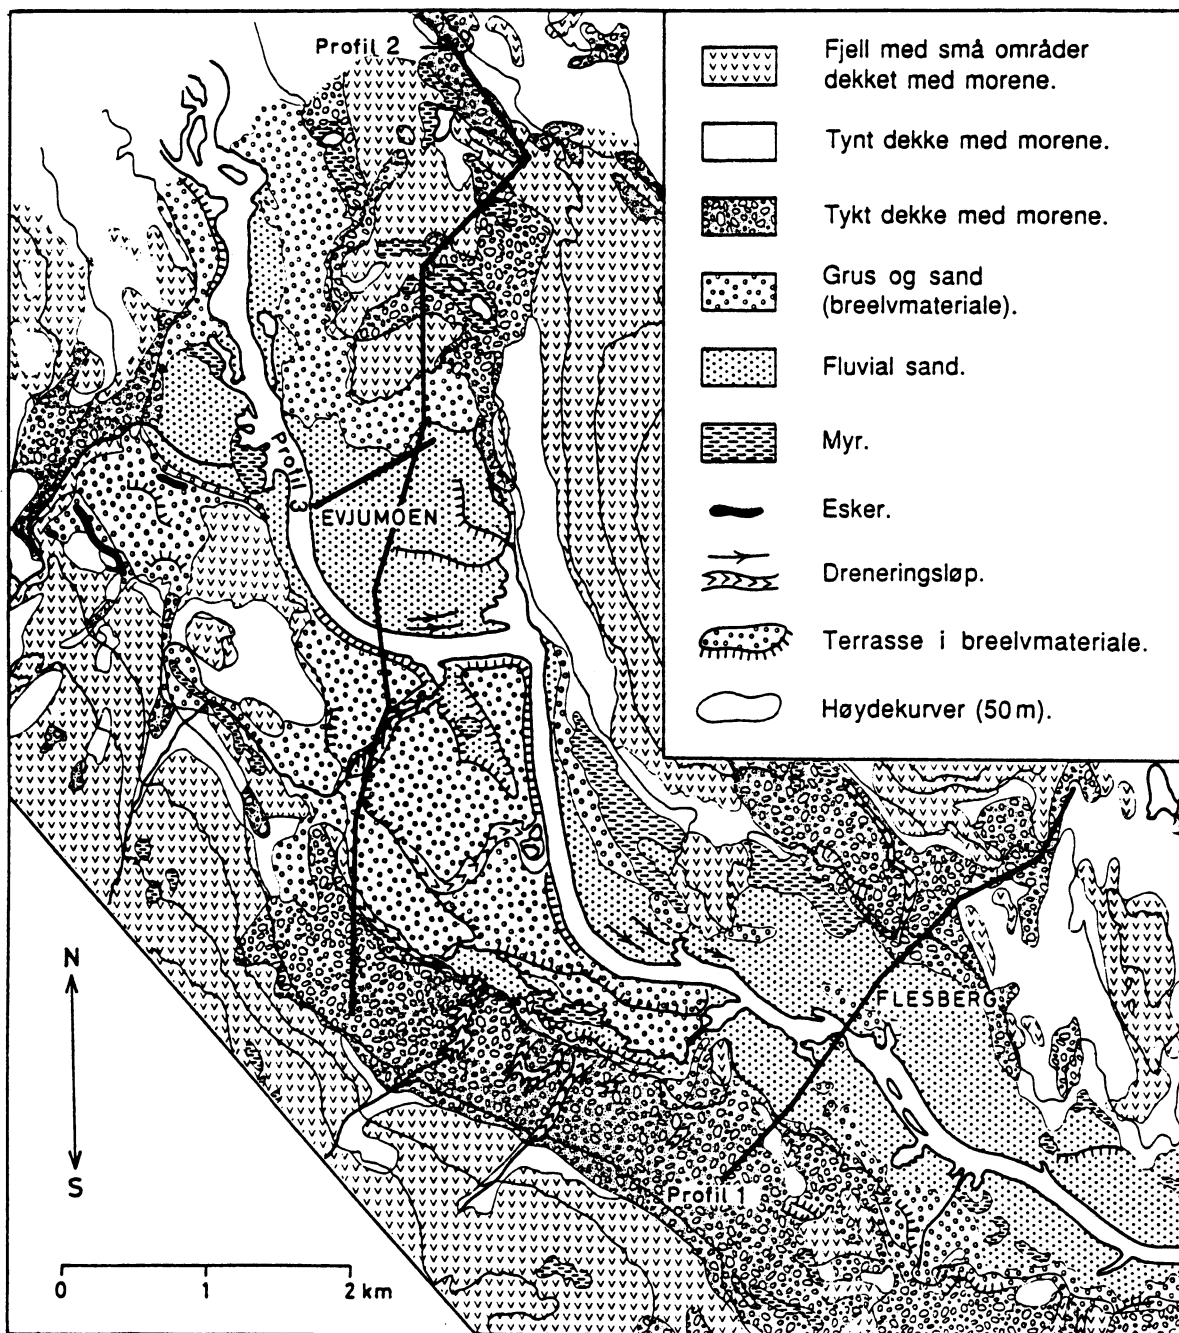 Profil 2
Fjell med små områder
dekket med morene.
Tynt dekke med morene.
Tykt dekke med morene.
Grus og sand
(breelvmateriale).
Fluvial sand.
Myr.
Esker.
Dreneringsløp.
Terrasse i breelvmateriale.
Høydekurver (50 m).
Profil 3
EVJUMOEN
FLESBERG
Profil 1
N
S
0 1 2 km